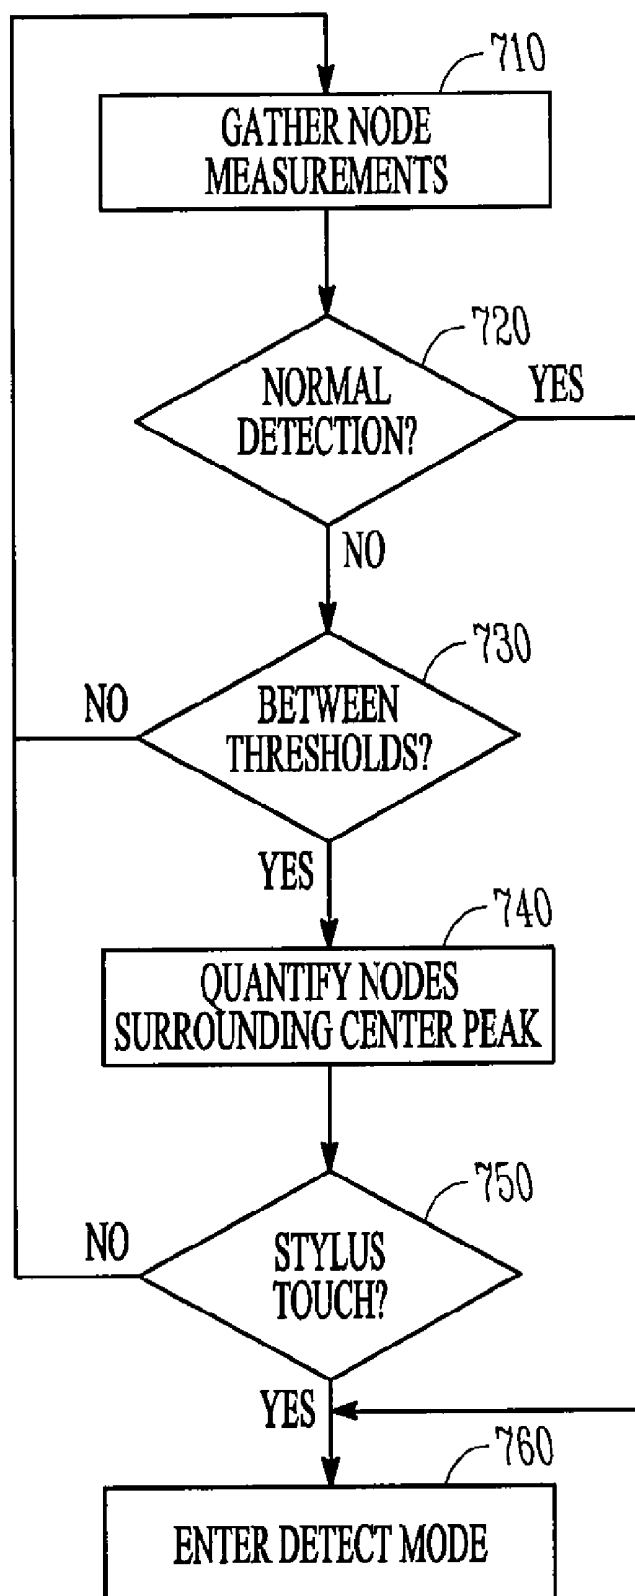 710
GATHER NODE
MEASUREMENTS
720
NORMAL
DETECTION?
YES
NO
730
NO
BETWEEN
THRESHOLDS?
YES
740
QUANTIFY NODES
SURROUNDING CENTER PEAK
750
NO
STYLUS
TOUCH?
YES
760
ENTER DETECT MODE